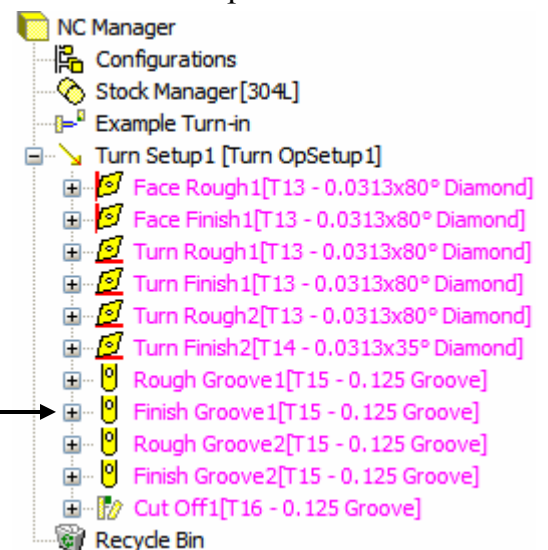 NC Manager
Configurations
Stock Manager[304L]
Example Turn-in
Turn Setup1 [Turn OpSetup1]
Face Rough1[T13 - 0.0313x80° Diamond]
Face Finish1[T13 - 0.0313x80° Diamond]
Turn Rough1[T13 - 0.0313x80° Diamond]
Turn Finish1[T13 - 0.0313x80° Diamond]
Turn Rough2[T13 - 0.0313x80° Diamond]
Turn Finish2[T14 - 0.0313x35° Diamond]
Rough Groove1[T15 - 0.125 Groove]
Finish Groove1[T15 - 0.125 Groove]
Rough Groove2[T15 - 0.125 Groove]
Finish Groove2[T15 - 0.125 Groove]
Cut Off1[T16 - 0.125 Groove]
Recycle Bin